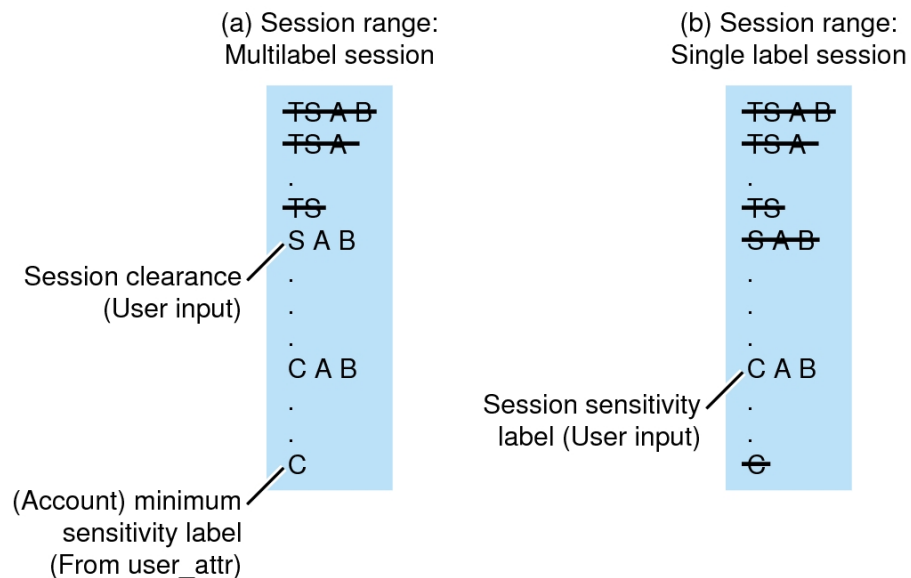 (a) Session range:
Multilabel session
TS A B
TS A
.
TS
S A B
Session clearance
(User input)
.
.
.
C A B
.
.
C
(Account) minimum
sensitivity label
(From user_attr)
(b) Session range:
Single label session
TS A B
TS A
.
TS
S A B
.
.
.
C A B
Session sensitivity
label (User input)
.
.
C